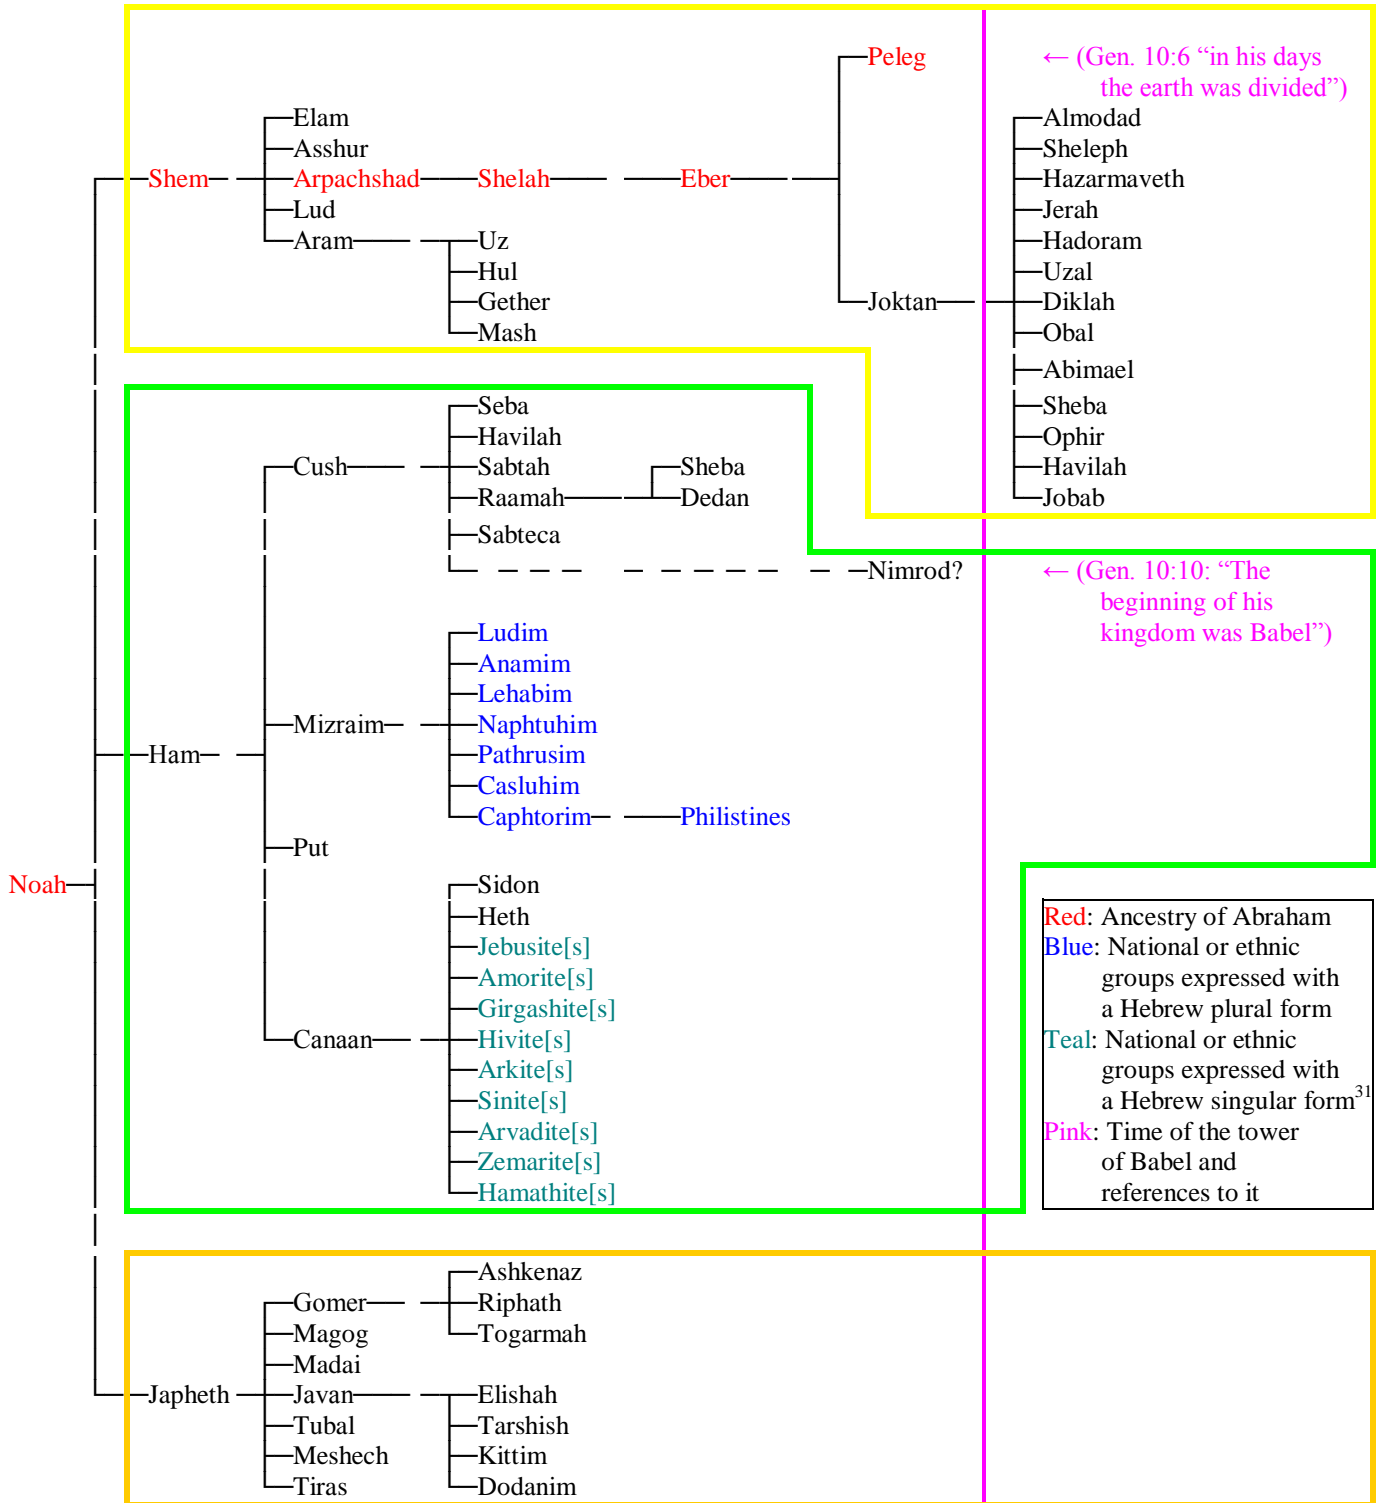 Peleg ← (Gen. 10:6 “in his days
the earth was divided”)
Elam Almodad
Asshur Sheleph
Shem Arpachshad Shelah Eber Hazarmaveth
Lud Jerah
Aram Uz Hadoram
Hul Uzal
Gether Joktan Diklah
Mash Obal
Abimael
Seba Sheba
Havilah Ophir
Cush Sabtah Sheba Havilah
Raamah Dedan Jobab
Sabteca
Nimrod? ← (Gen. 10:10: “The
beginning of his
Ludim kingdom was Babel”)
Anamim
Lehabim
Mizraim Naphtuhim
Ham Pathrusim
Casluhim
Caphtorim Philistines
Put
Noah Sidon
Heth Red: Ancestry of Abraham
Jebusite[s] Blue: National or ethnic
Amorite[s] groups expressed with
Girgashite[s] a Hebrew plural form
Canaan Hivite[s] Teal: National or ethnic
Arkite[s] groups expressed with
Sinite[s] a Hebrew singular form31
Arvadite[s] Pink: Time of the tower
Zemarite[s] of Babel and
Hamathite[s] references to it
Ashkenaz
Gomer Riphath
Magog Togarmah
Madai
Japheth Javan Elishah
Tubal Tarshish
Meshech Kittim
Tiras Dodanim